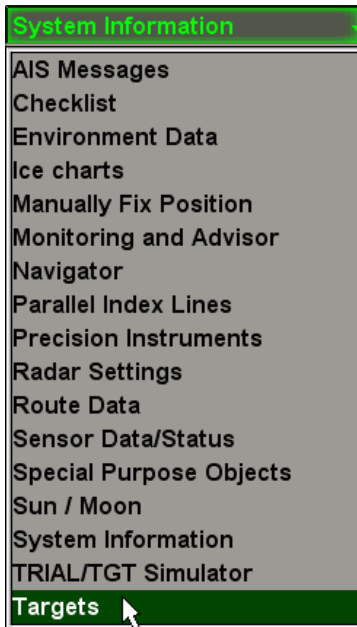 System Information
AIS Messages
Checklist
Environment Data
Ice charts
Manually Fix Position
Monitoring and Advisor
Navigator
Parallel Index Lines
Precision Instruments
Radar Settings
Route Data
Sensor Data/Status
Special Purpose Objects
Sun / Moon
System Information
TRIAL/TGT Simulator
Targets